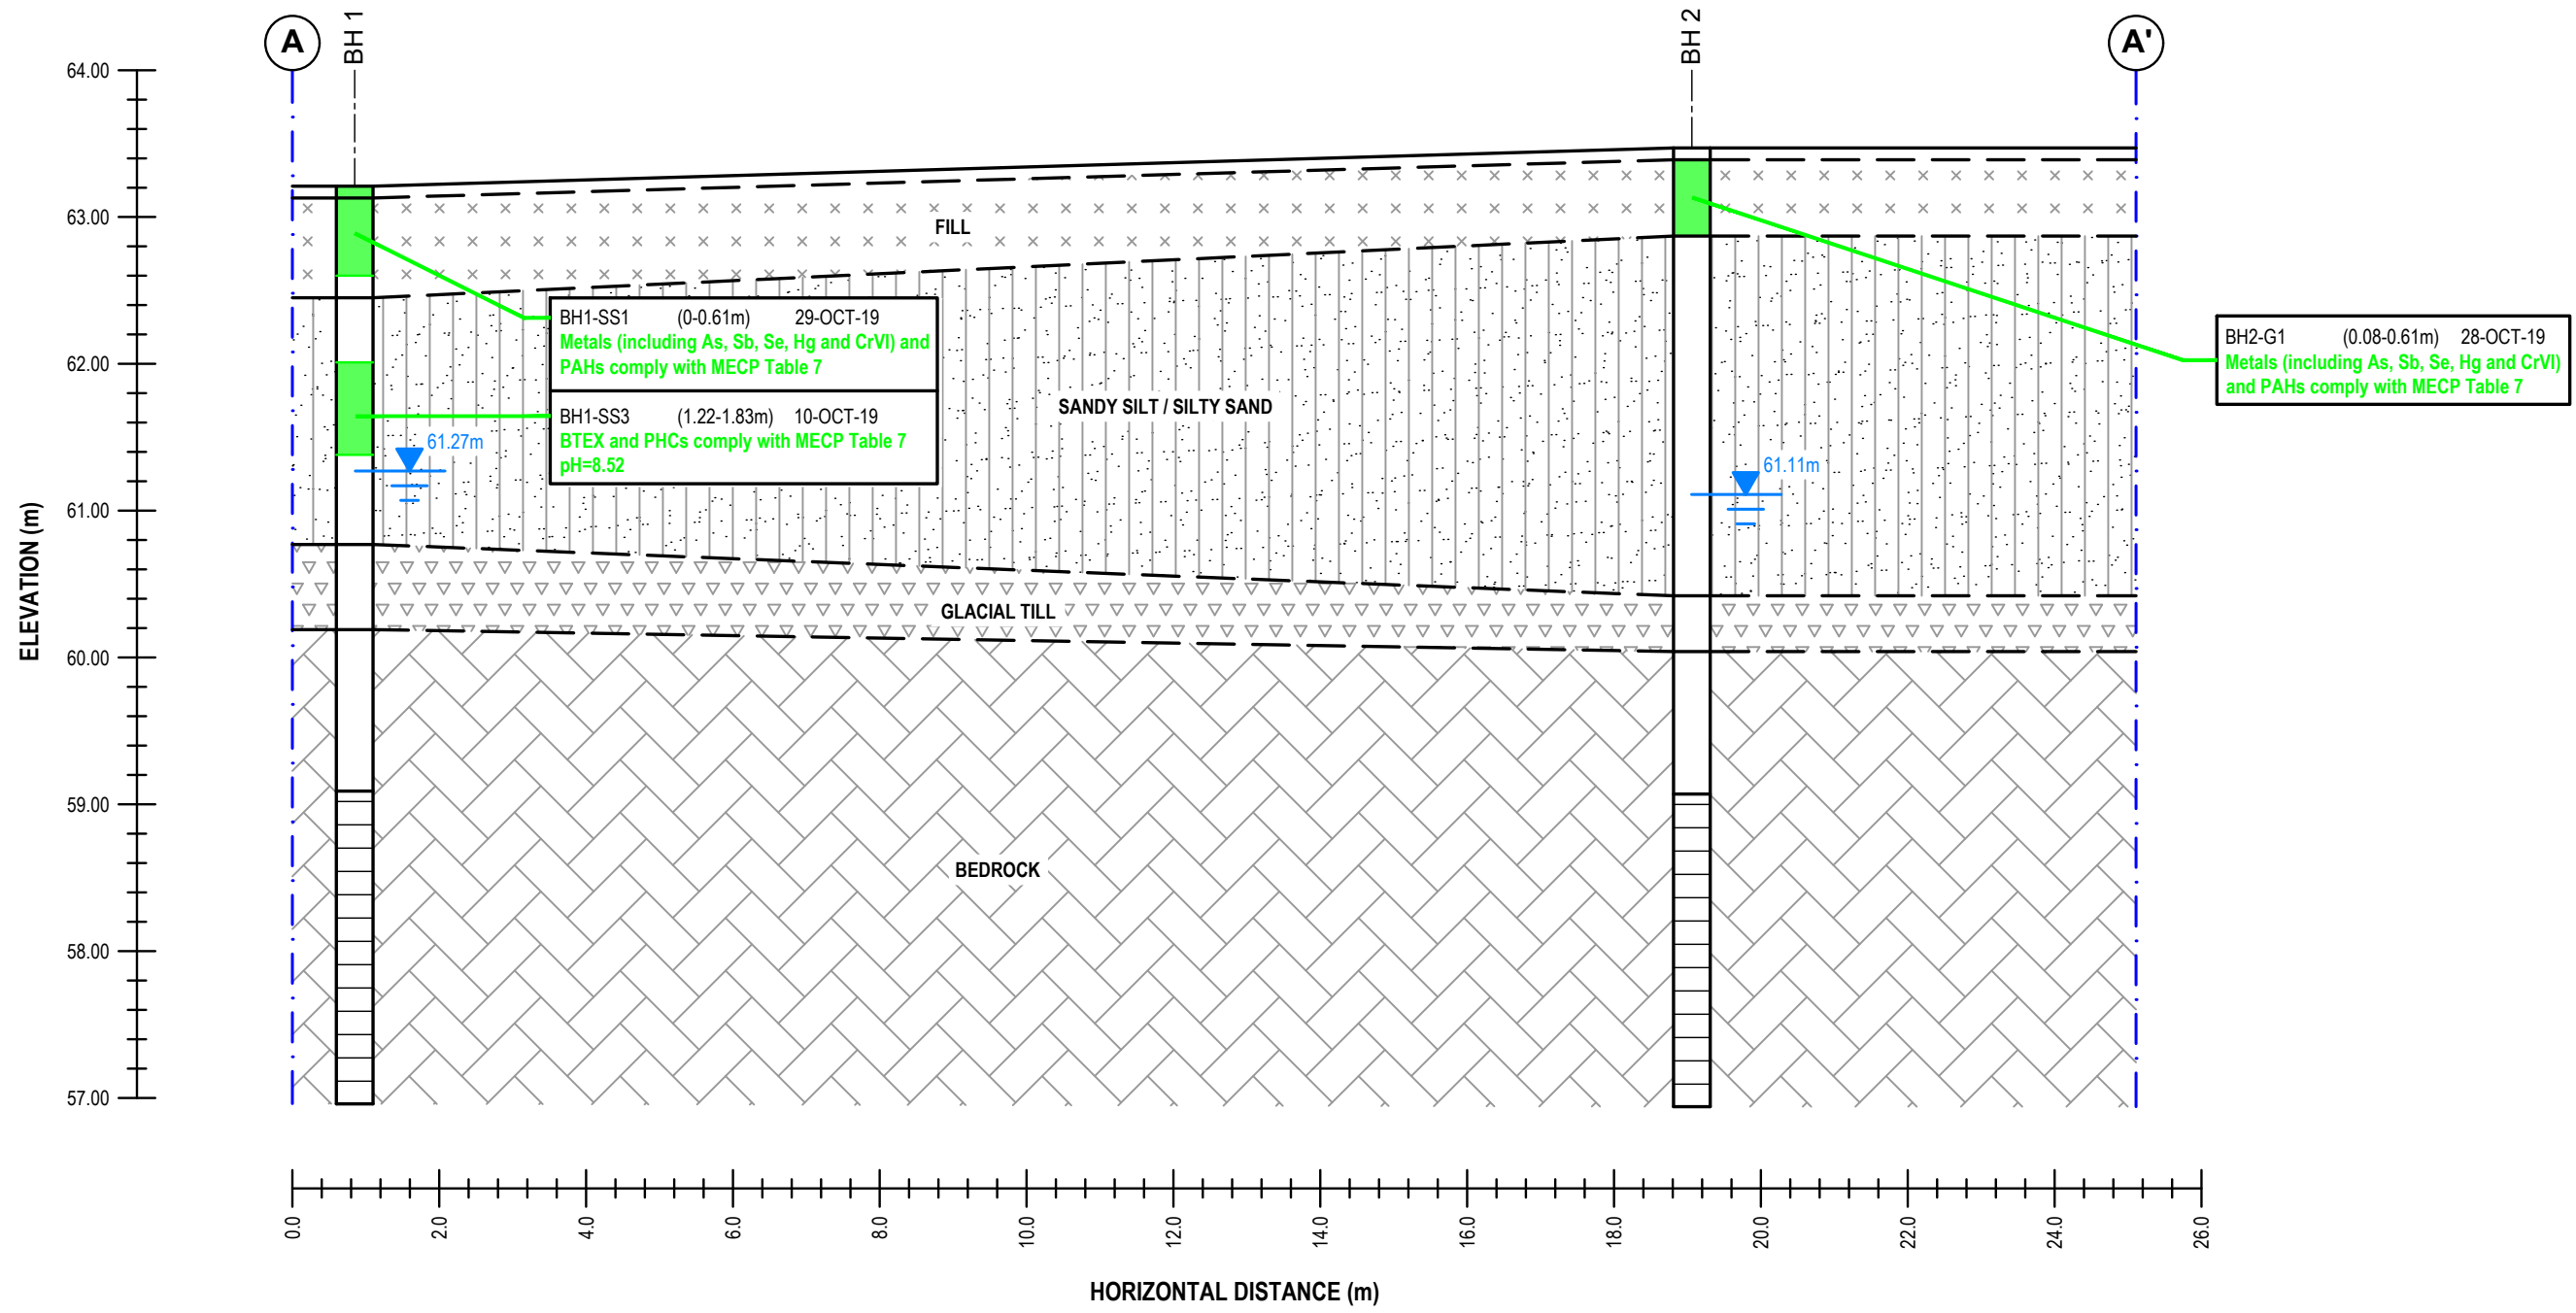 A
BH 1
BH 2
A'
64.00
63.00
62.00
61.00
60.00
59.00
58.00
57.00
ELEVATION (m)
FILL
BH1-SS1 (0-0.61m) 29-OCT-19
Metals (including As, Sb, Se, Hg and CrVI) and
PAHs comply with MECP Table 7
BH1-SS3 (1.22-1.83m) 10-OCT-19
BTEX and PHCs comply with MECP Table 7
pH=8.52
61.27m
SANDY SILT / SILTY SAND
61.11m
BH2-G1 (0.08-0.61m) 28-OCT-19
Metals (including As, Sb, Se, Hg and CrVI)
and PAHs comply with MECP Table 7
GLACIAL TILL
BEDROCK
0.0
2.0
4.0
6.0
8.0
10.0
12.0
14.0
16.0
18.0
20.0
22.0
24.0
26.0
HORIZONTAL DISTANCE (m)